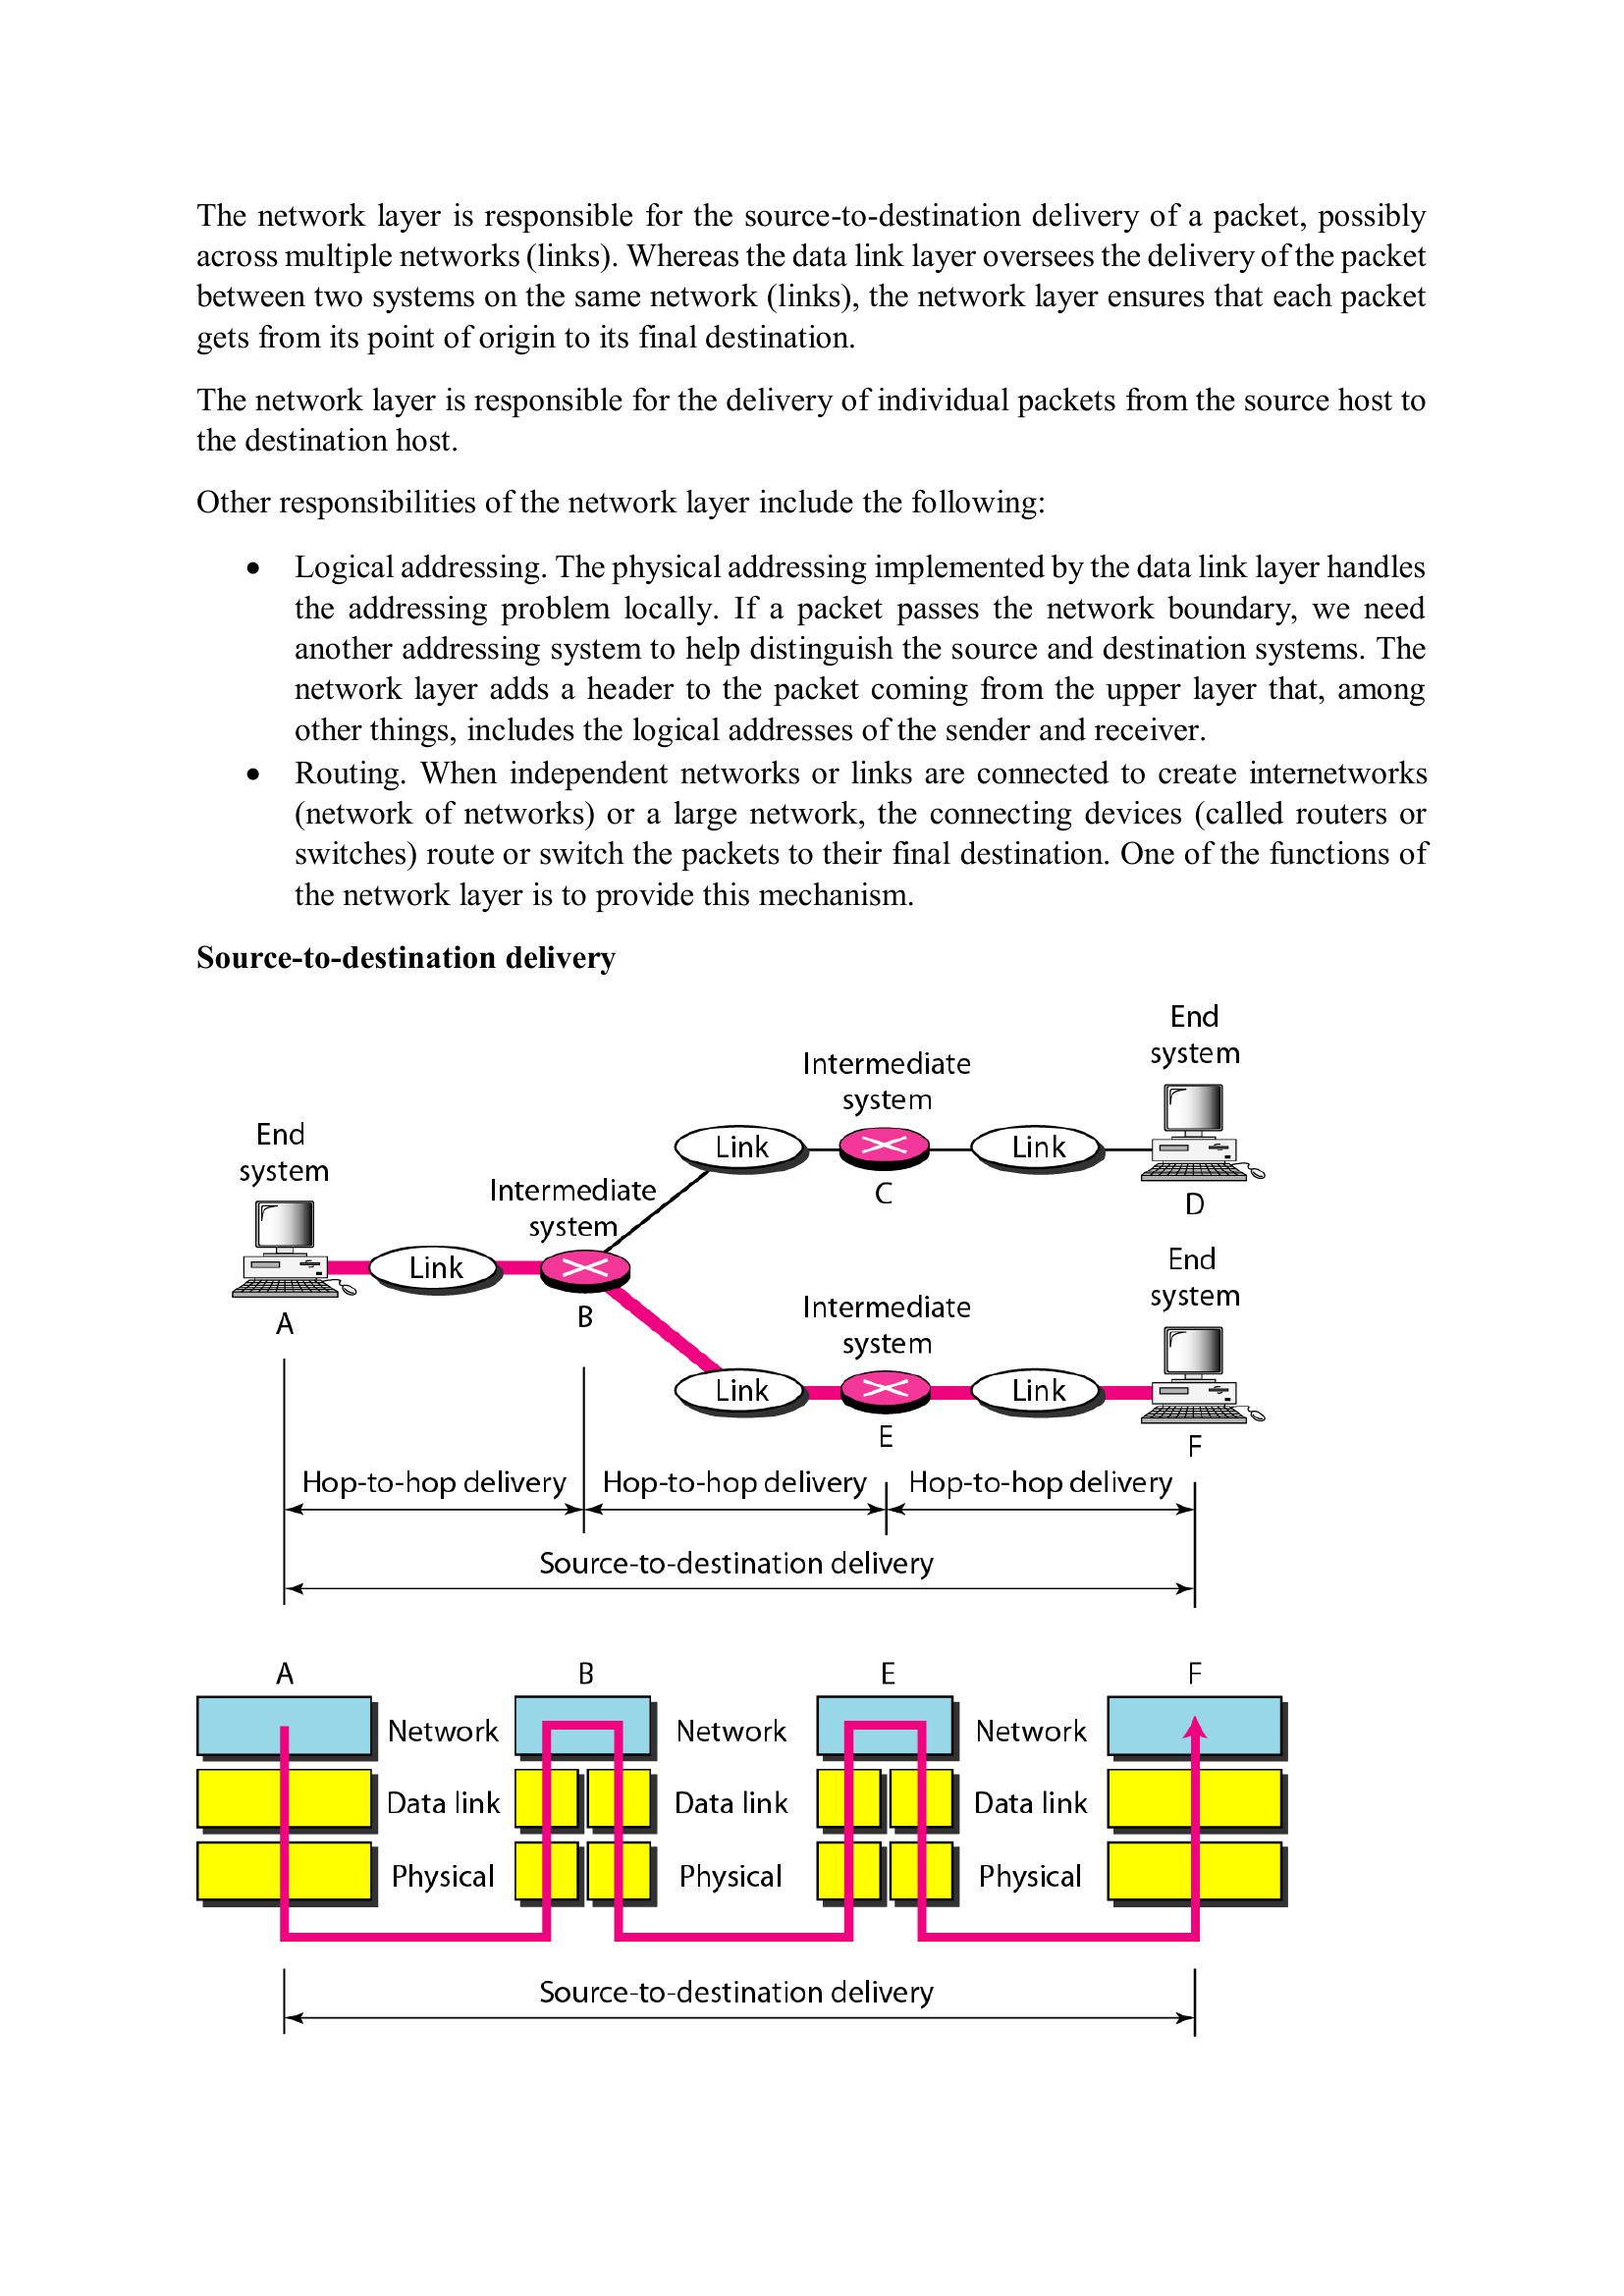 The network layer is responsible for the source-to-destination delivery of a packet, possibly
across multiple networks (links). Whereas the data link layer oversees the delivery of the packet
between two systems on the same network (links), the network layer ensures that each packet
gets from its point of origin to its final destination.
The network layer is responsible for the delivery of individual packets from the source host to
the destination host.
Other responsibilities of the network layer include the following:
• Logical addressing. The physical addressing implemented by the data link layer handles
the addressing problem locally. If a packet passes the network boundary, we need
another addressing system to help distinguish the source and destination systems. The
network layer adds a header to the packet coming from the upper layer that, among
other things, includes the logical addresses of the sender and receiver.
• Routing. When independent networks or links are connected to create internetworks
(network of networks) or a large network, the connecting devices (called routers or
switches) route or switch the packets to their final destination. One of the functions of
the network layer is to provide this mechanism.
Source-to-destination delivery
End
system
Intermediate
system
End
system
Link
Link
C
D
Intermediate
system
Link
A
B
End
system
Intermediate
system
Link
Link
E
F
Hop-to-hop delivery Hop-to-hop delivery Hop-to-hop delivery
Source-to-destination delivery
A B E F
Network Network Network
Data link Data link Data link
Physical Physical Physical
Source-to-destination delivery